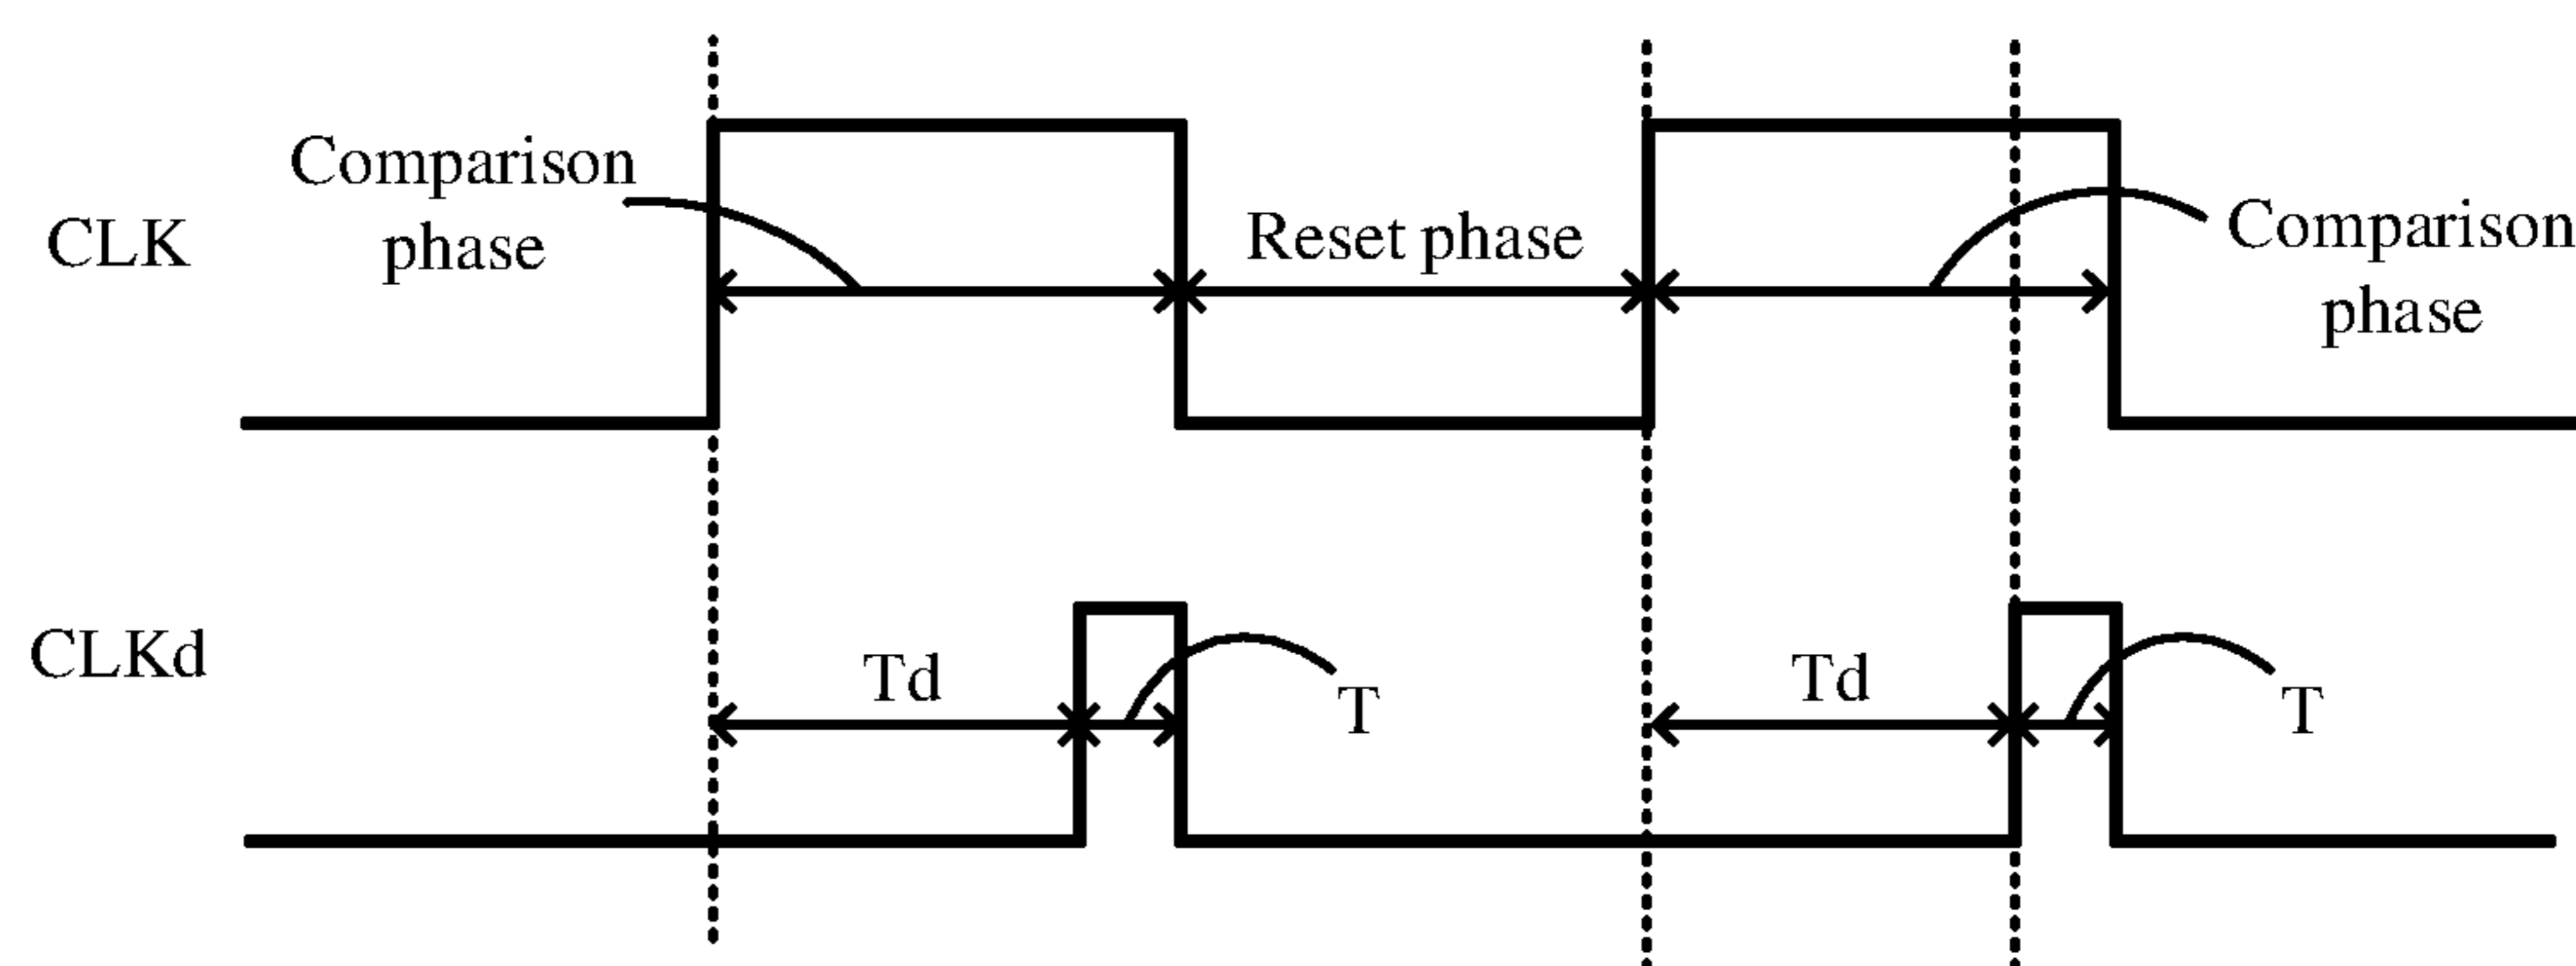 Comparison
phase
CLK
Reset phase
Comparison
phase
CLKd
Td
T
Td
T